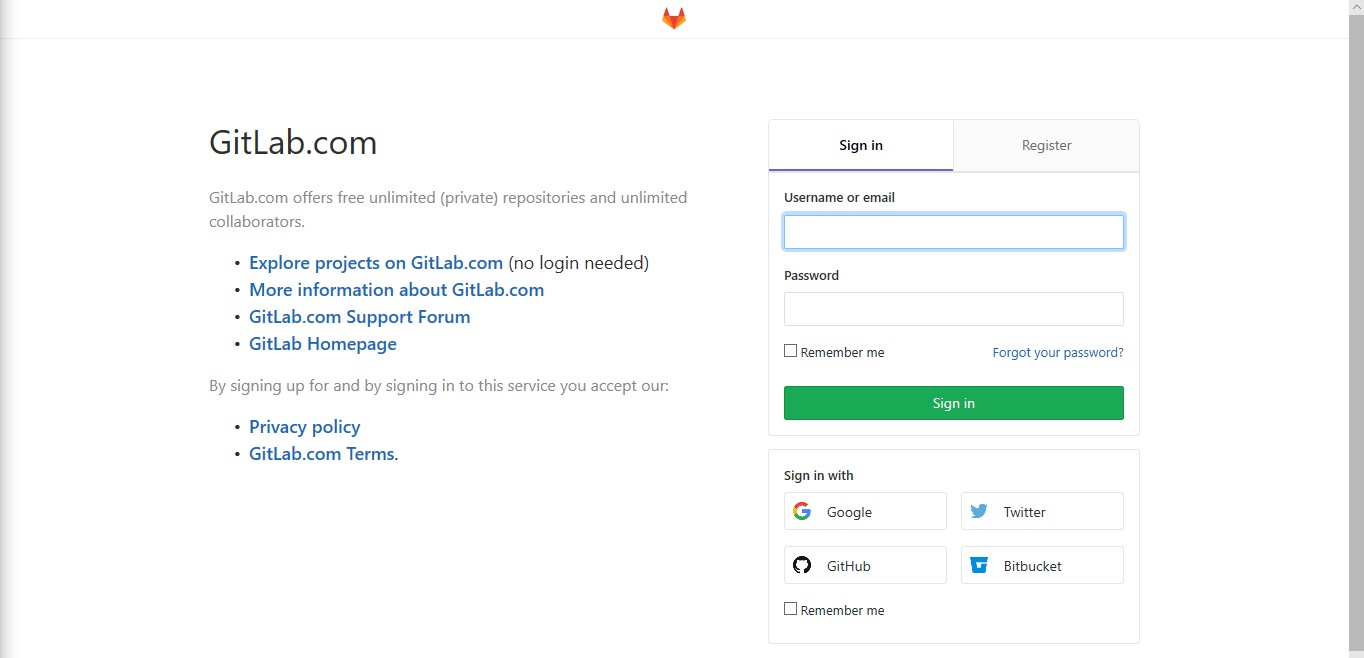 GitLab.com
GitLab.com offers free unlimited (private) repositories and unlimited
collaborators.
• Explore projects on GitLab.com (no login needed)
• More information about GitLab.com
• GitLab.com Support Forum
• GitLab Homepage
By signing up for and by signing in to this service you accept our:
• Privacy policy
• GitLab.com Terms.
Sign in
Register
Username or email
Password
Remember me
Forgot your password?
Sign in
Sign in with
Google
Twitter
GitHub
Bitbucket
Remember me